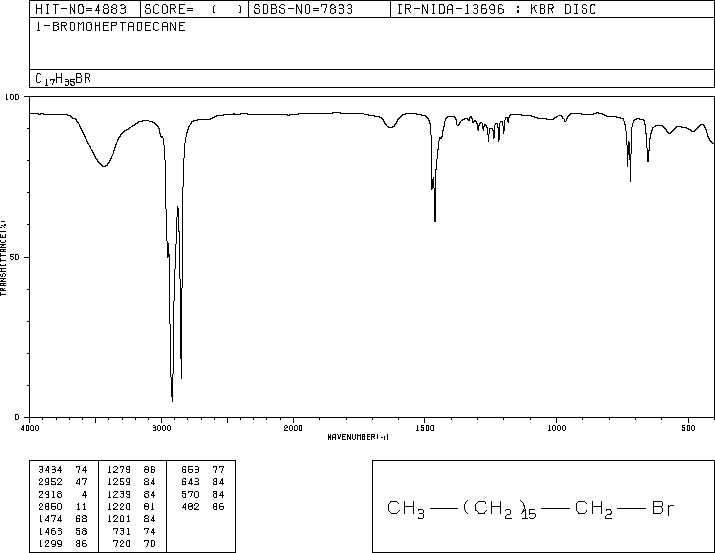 HIT-NO=4883 SCORE= ( ) SDBS-NO=7833 IR-NIDA-13696 : KBR DISC
1-BROMOHEPTADECANE
C17H35BR
100
50
0
TRANSMITTANCE(%)
4000 3000 2000 1500 1000 500
WAVENUMBER(-1)
3434 74 1279 86 653 77
2952 47 1259 84 643 84
2918 4 1239 84 570 84
2850 11 1220 81 482 86
1474 68 1201 84
1463 58 731 74
1299 86 720 70
CH3—(CH2)15—CH2—Br